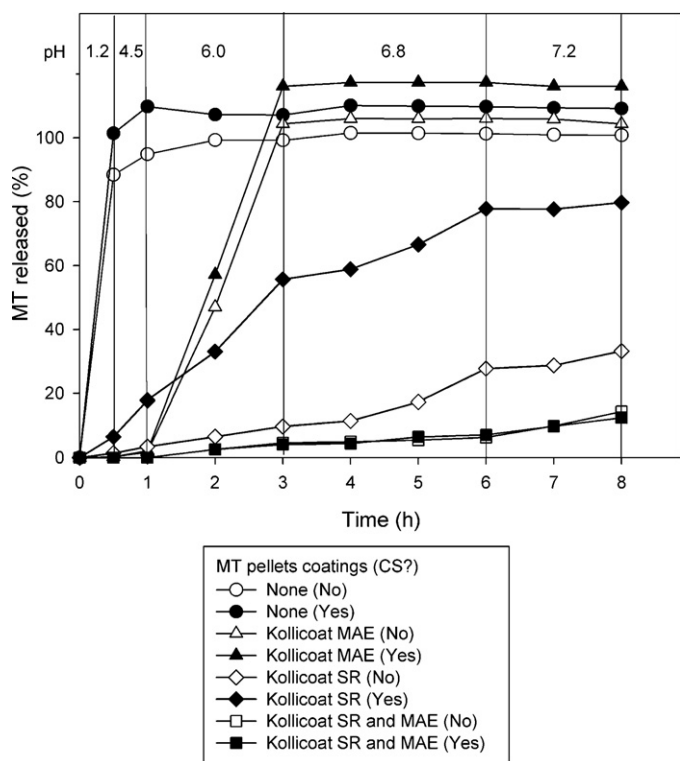 pH 1.2 4.5 6.0 6.8 7.2
100
80
60
40
20
0
MT released (%)
0 1 2 3 4 5 6 7 8
Time (h)
MT pellets coatings (CS?)
None (No)
None (Yes)
Kollicoat MAE (No)
Kollicoat MAE (Yes)
Kollicoat SR (No)
Kollicoat SR (Yes)
Kollicoat SR and MAE (No)
Kollicoat SR and MAE (Yes)